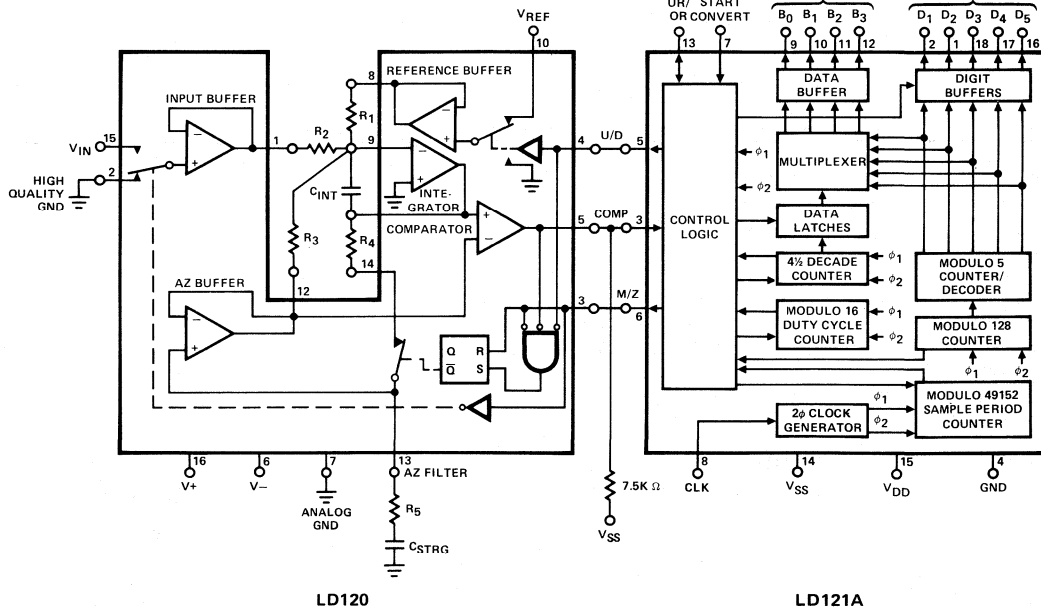 UR/ START
OR CONVERT
B0 B1 B2 B3
D1 D2 D3 D4 D5
VREF
10
13 7 9 10 11 12 2 1 18 17 16
8 REFERENCE BUFFER
DATA
BUFFER
DIGIT
BUFFERS
INPUT BUFFER
R1
15
VIN
−
+
1
R2
9
−
+
4 U/D 5
φ1
MULTIPLEXER
2
HIGH
QUALITY
GND
CINT
−
+
INTE-
GRATOR
φ2
R3
R4
COMPARATOR
+
−
5 COMP 3
CONTROL
LOGIC
DATA
LATCHES
14
12
4½ DECADE
COUNTER
φ1
φ2
MODULO 5
COUNTER/
DECODER
AZ BUFFER
−
+
3 M/Z 6
MODULO 16
DUTY CYCLE
COUNTER
φ1
φ2
MODULO 128
COUNTER
Q R
Q̅ S
φ1 φ2
2φ CLOCK
GENERATOR
φ1
φ2
MODULO 49152
SAMPLE PERIOD
COUNTER
16
V+
6
V−
7
ANALOG
GND
13
AZ FILTER
R5
CSTRG
7.5K Ω
VSS
8
CLK
14
VSS
15
VDD
4
GND
LD120 LD121A